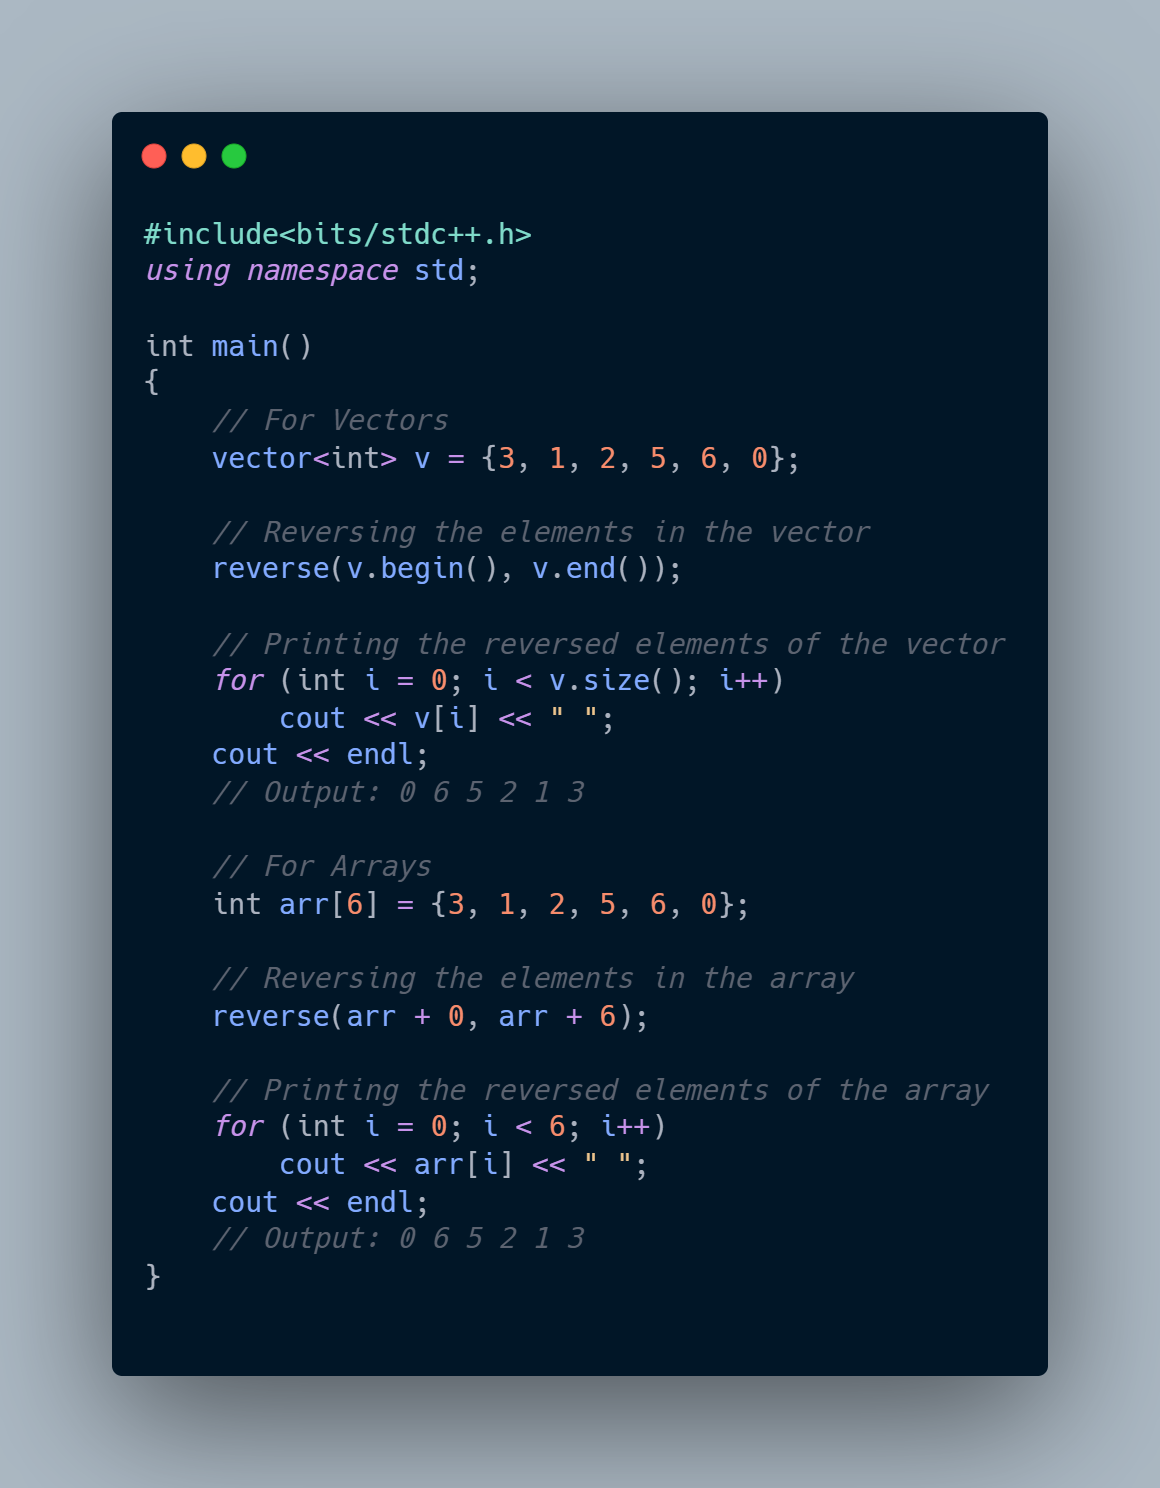 #include<bits/stdc++.h>
using namespace std;

int main()
{
    // For Vectors
    vector<int> v = {3, 1, 2, 5, 6, 0};

    // Reversing the elements in the vector
    reverse(v.begin(), v.end());

    // Printing the reversed elements of the vector
    for (int i = 0; i < v.size(); i++)
        cout << v[i] << " ";
    cout << endl;
    // Output: 0 6 5 2 1 3

    // For Arrays
    int arr[6] = {3, 1, 2, 5, 6, 0};

    // Reversing the elements in the array
    reverse(arr + 0, arr + 6);

    // Printing the reversed elements of the array
    for (int i = 0; i < 6; i++)
        cout << arr[i] << " ";
    cout << endl;
    // Output: 0 6 5 2 1 3
}